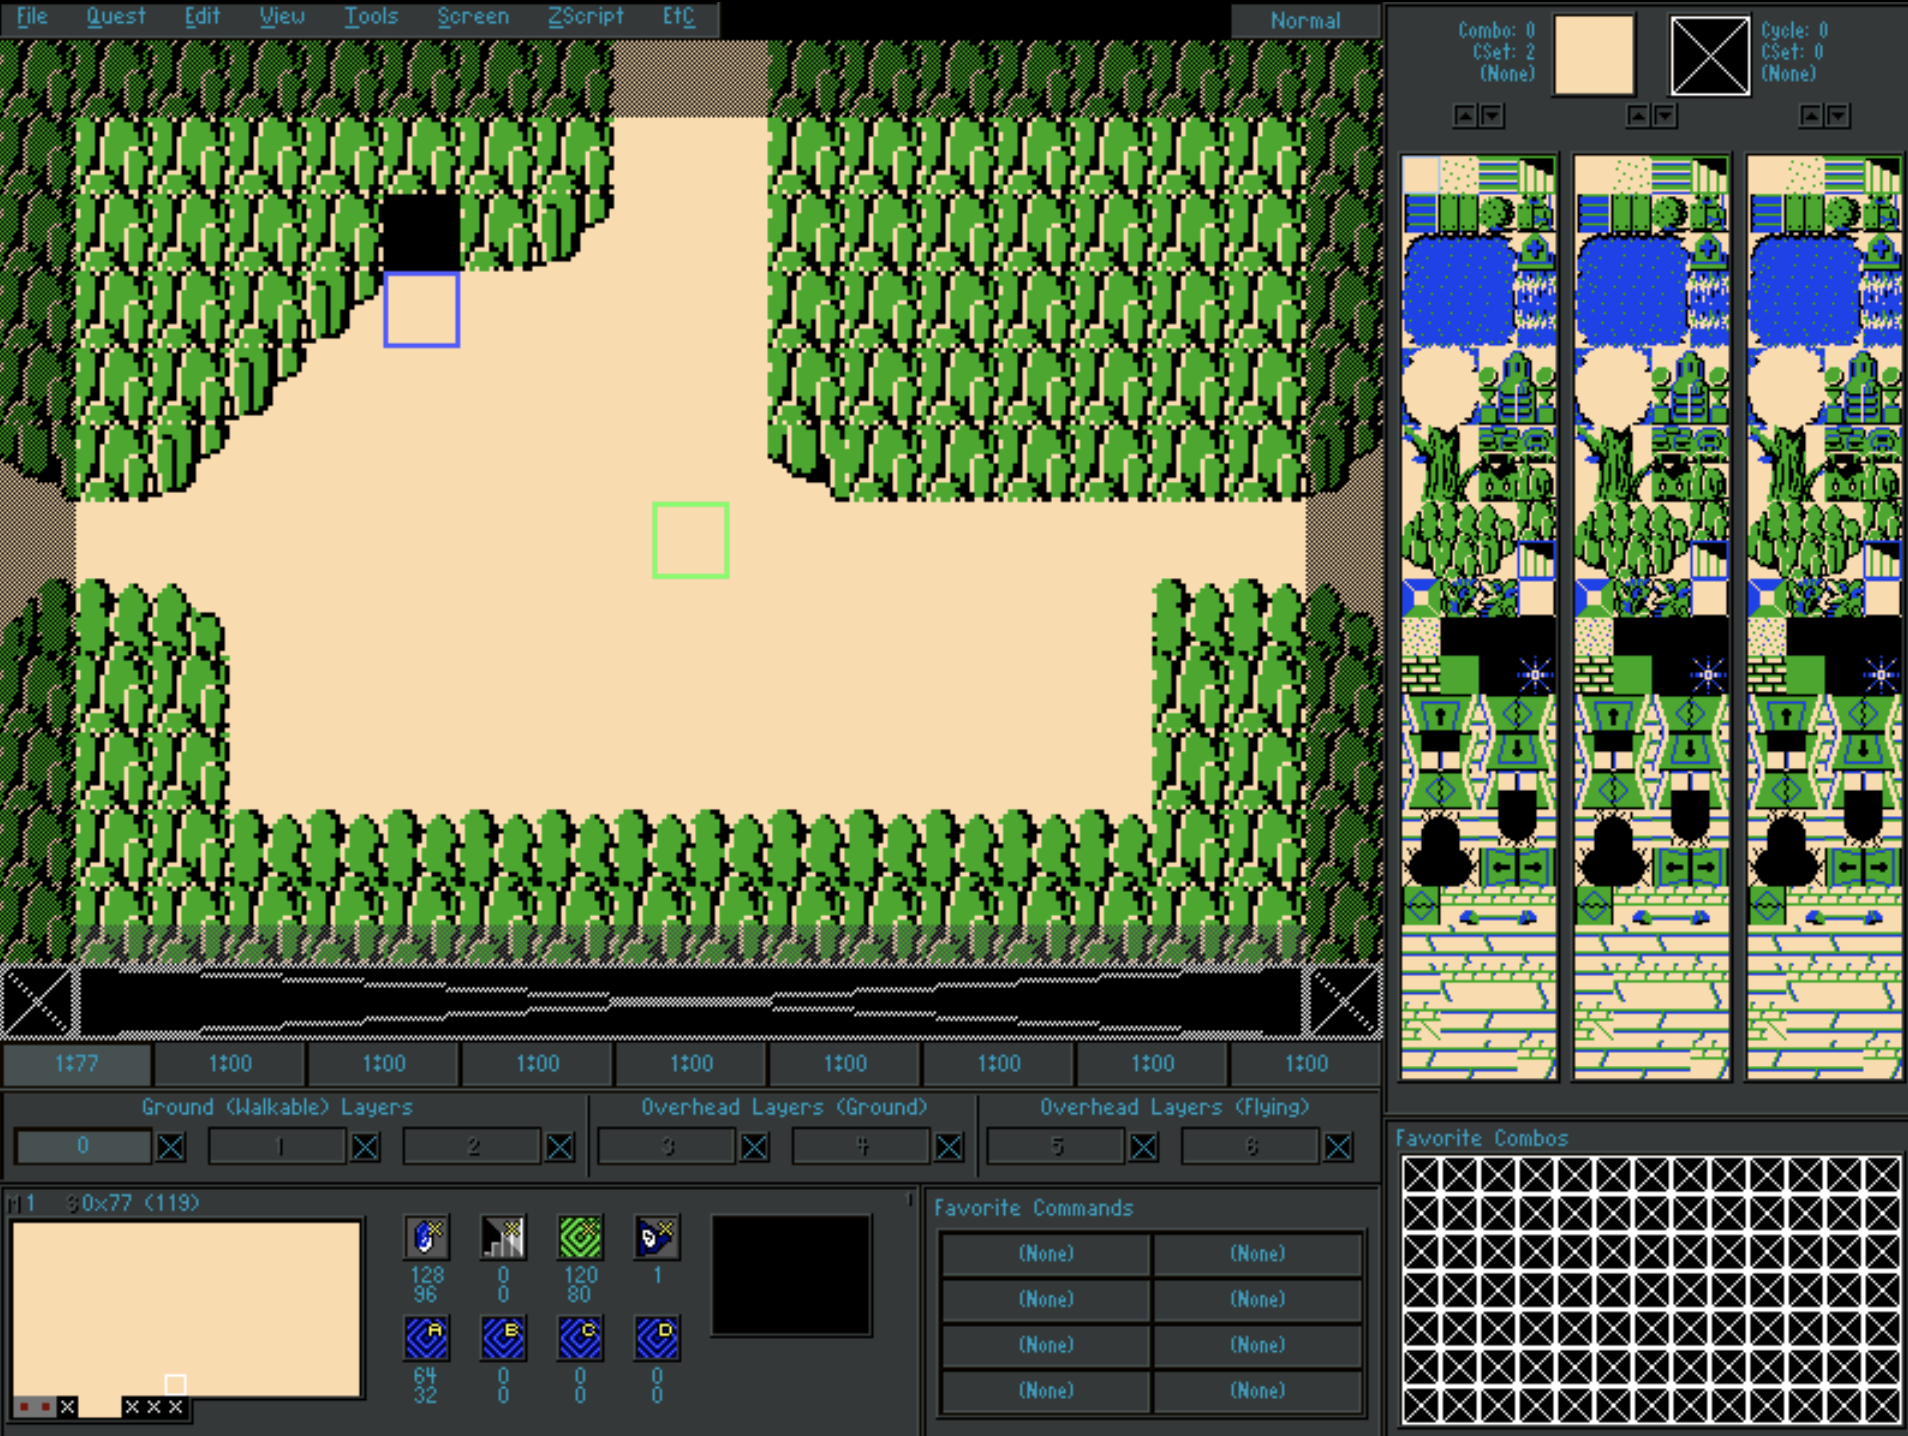 File Quest Edit View Tools Screen ZScript EtC
Normal
Combo: 0
CSet: 2
(None)
Cycle: 0
CSet: 0
(None)
1:77 1:00 1:00 1:00 1:00 1:00 1:00 1:00 1:00
Ground (Walkable) Layers
Overhead Layers (Ground)
Overhead Layers (Flying)
0 1 2 3 4 5 6
M 1 S 0x77 (119)
1
128 0 120 1
96 0 80
A B C D
64 0 0 0
32 0 0 0
Favorite Commands
(None) (None)
(None) (None)
(None) (None)
(None) (None)
Favorite Combos